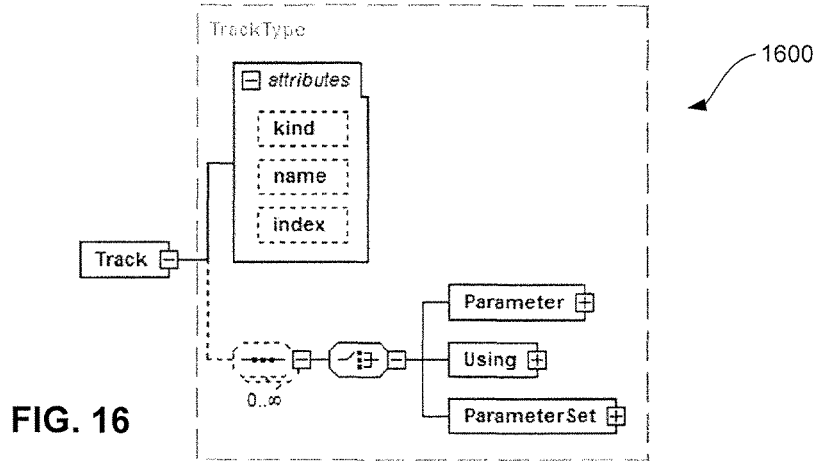 TrackType
1600
attributes
kind
name
index
Track
Parameter
Using
ParameterSet
0..∞
FIG. 16